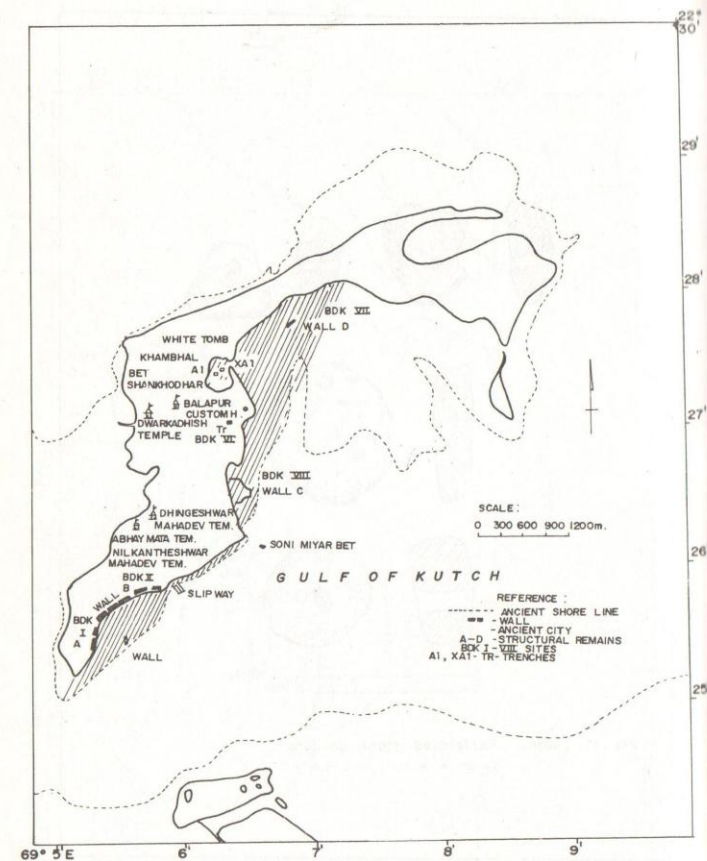 22°
30'
29'
28'
BDK VII
WALL D
WHITE TOMB
KHAMBHAL
A1
XA1
BET
SHANKHODHAR
BALAPUR
CUSTOM H.
27'
DWARKADHISH
TEMPLE
Tr
BDK VI
BDK VIII
WALL C
SCALE:
0 300 600 900 1200m.
DHINGESHWAR
MAHADEV TEM.
ABHAY MATA TEM.
SONI MIYAR BET
26'
NILKANTHESHWAR
MAHADEV TEM.
GULF OF KUTCH
BDK II
B
WALL
SLIP WAY
BDK
I
A
WALL
REFERENCE :
ANCIENT SHORE LINE
- WALL
- ANCIENT CITY
A-D - STRUCTURAL REMAINS
BDK I - VIII SITES
A1, XA1 - TR - TRENCHES
25'
69° 5' E
6'
7'
8'
9'